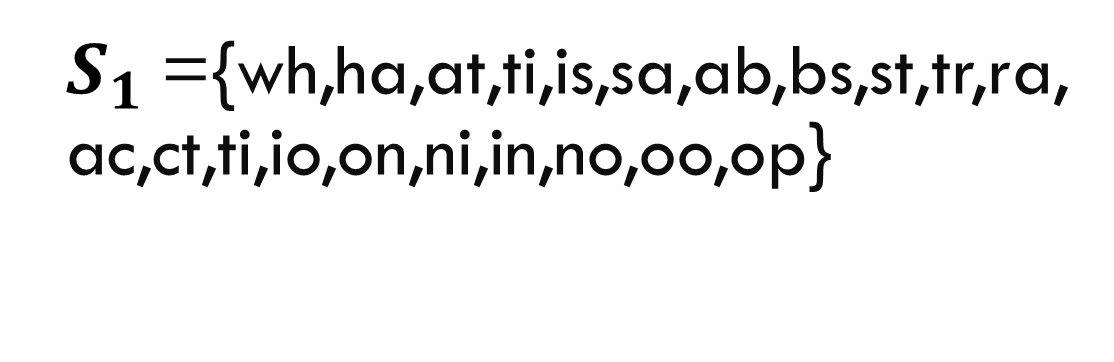 S₁ ={wh,ha,at,ti,is,sa,ab,bs,st,tr,ra,
ac,ct,ti,io,on,ni,in,no,oo,op}